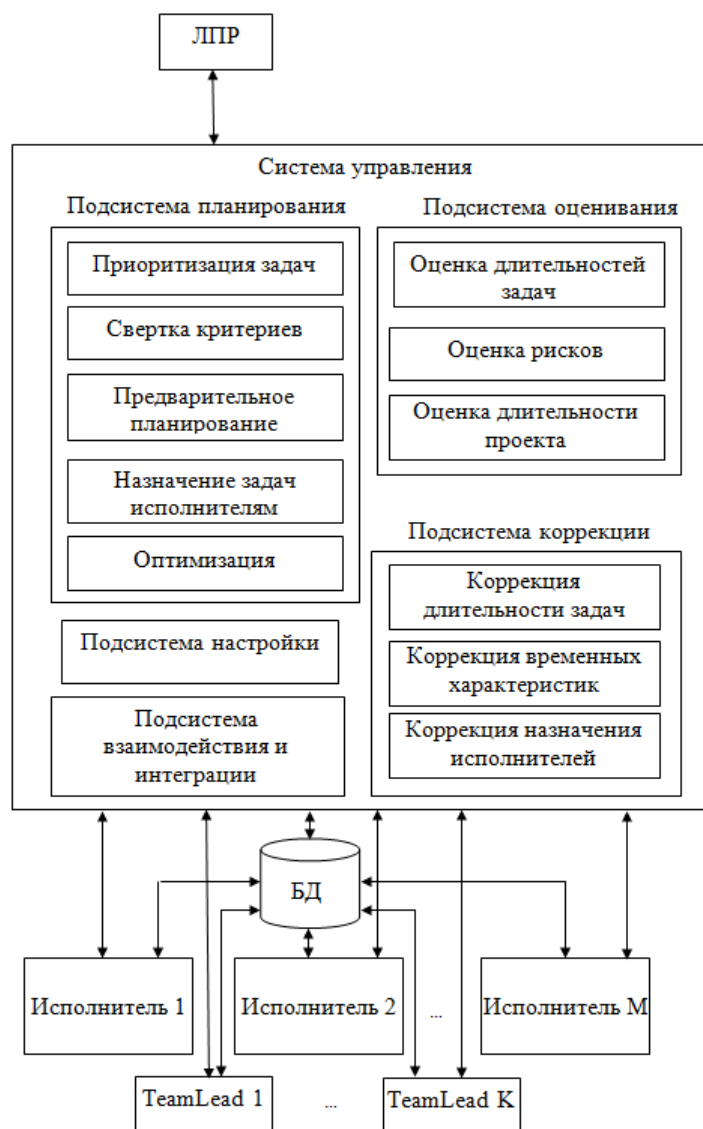 ЛПР
Система управления
Подсистема планирования
Приоритизация задач
Свертка критериев
Предварительное
планирование
Назначение задач
исполнителям
Оптимизация
Подсистема оценивания
Оценка длительностей
задач
Оценка рисков
Оценка длительности
проекта
Подсистема коррекции
Коррекция
длительности задач
Коррекция временных
характеристик
Коррекция назначения
исполнителей
Подсистема настройки
Подсистема
взаимодействия и
интеграции
БД
Исполнитель 1
Исполнитель 2
...
Исполнитель М
TeamLead 1
...
TeamLead K